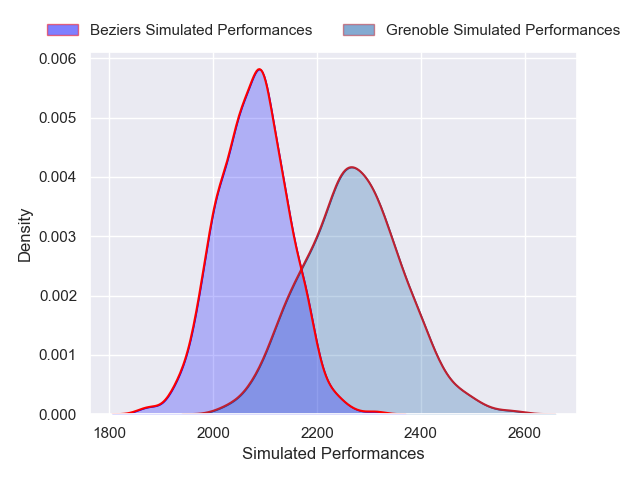 Beziers Simulated Performances Grenoble Simulated Performances
0.006
0.005
0.004
0.003
0.002
0.001
0.000
Density
1800 2000 2200 2400 2600
Simulated Performances